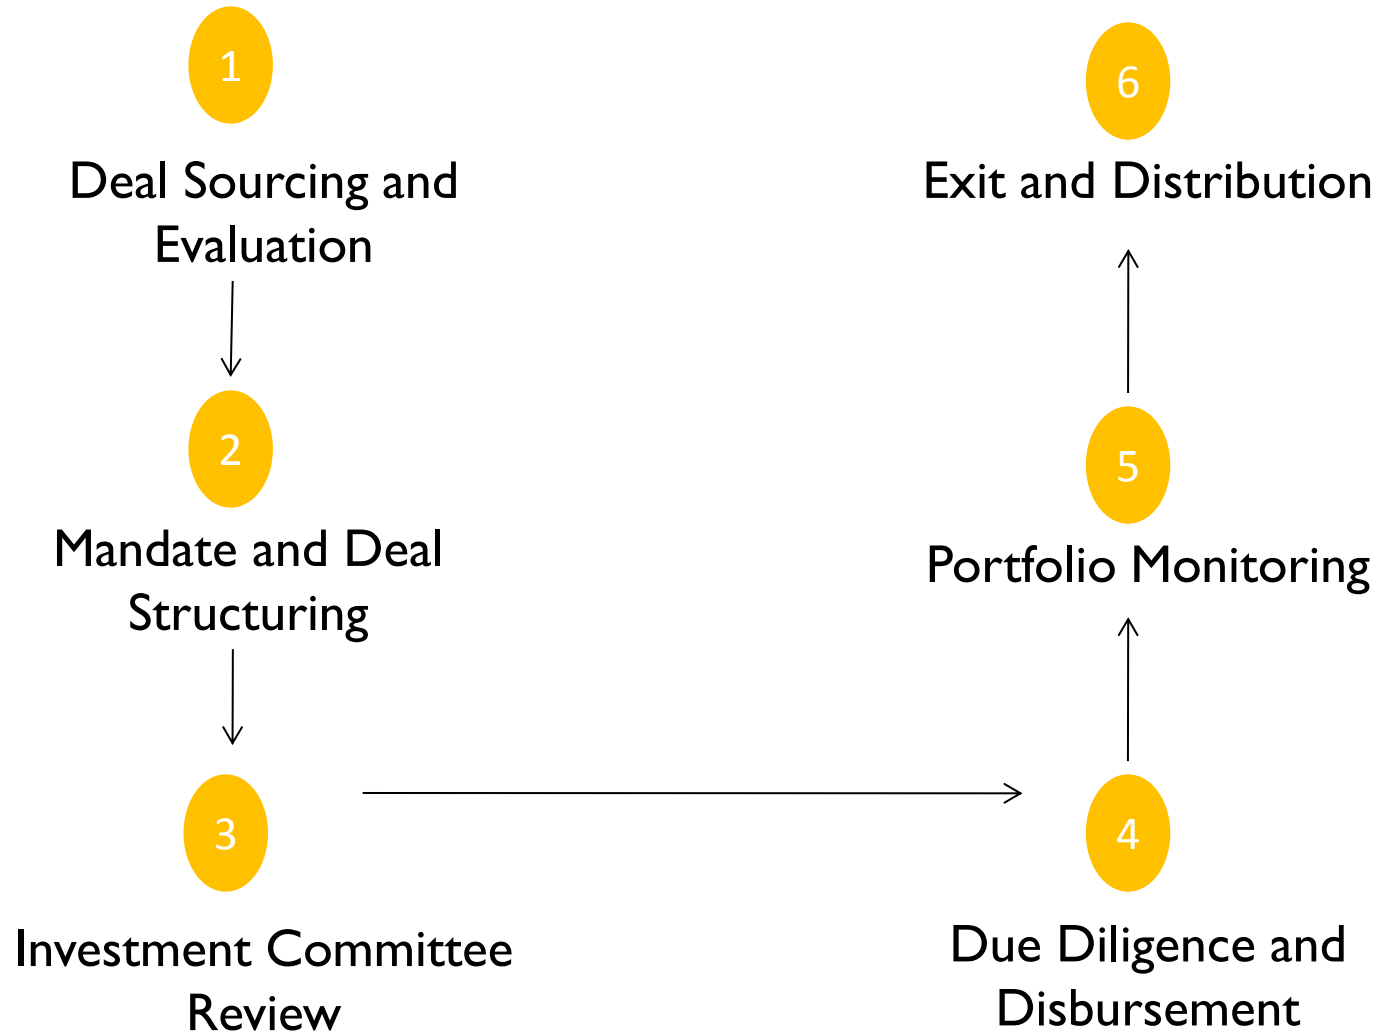 1
Deal Sourcing and
Evaluation
2
Mandate and Deal
Structuring
3
Investment Committee
Review
4
Due Diligence and
Disbursement
5
Portfolio Monitoring
6
Exit and Distribution